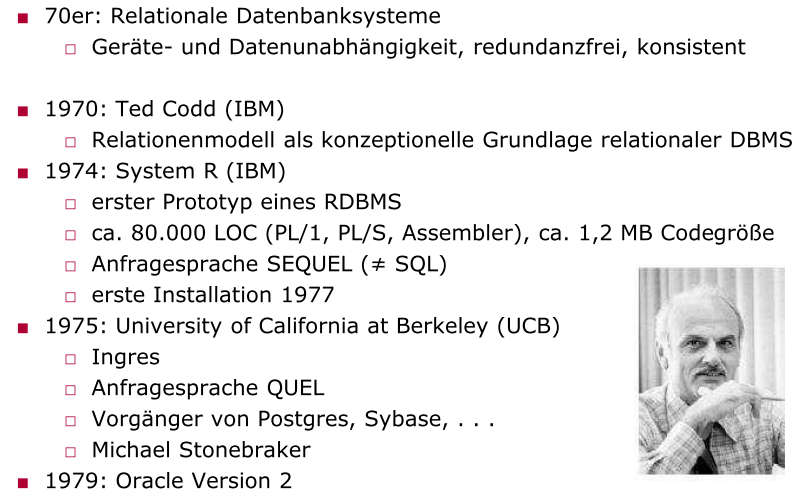 70er: Relationale Datenbanksysteme
Geräte- und Datenunabhängigkeit, redundanzfrei, konsistent
1970: Ted Codd (IBM)
Relationenmodell als konzeptionelle Grundlage relationaler DBMS
1974: System R (IBM)
erster Prototyp eines RDBMS
ca. 80.000 LOC (PL/1, PL/S, Assembler), ca. 1,2 MB Codegröße
Anfragesprache SEQUEL (≠ SQL)
erste Installation 1977
1975: University of California at Berkeley (UCB)
Ingres
Anfragesprache QUEL
Vorgänger von Postgres, Sybase, . . .
Michael Stonebraker
1979: Oracle Version 2